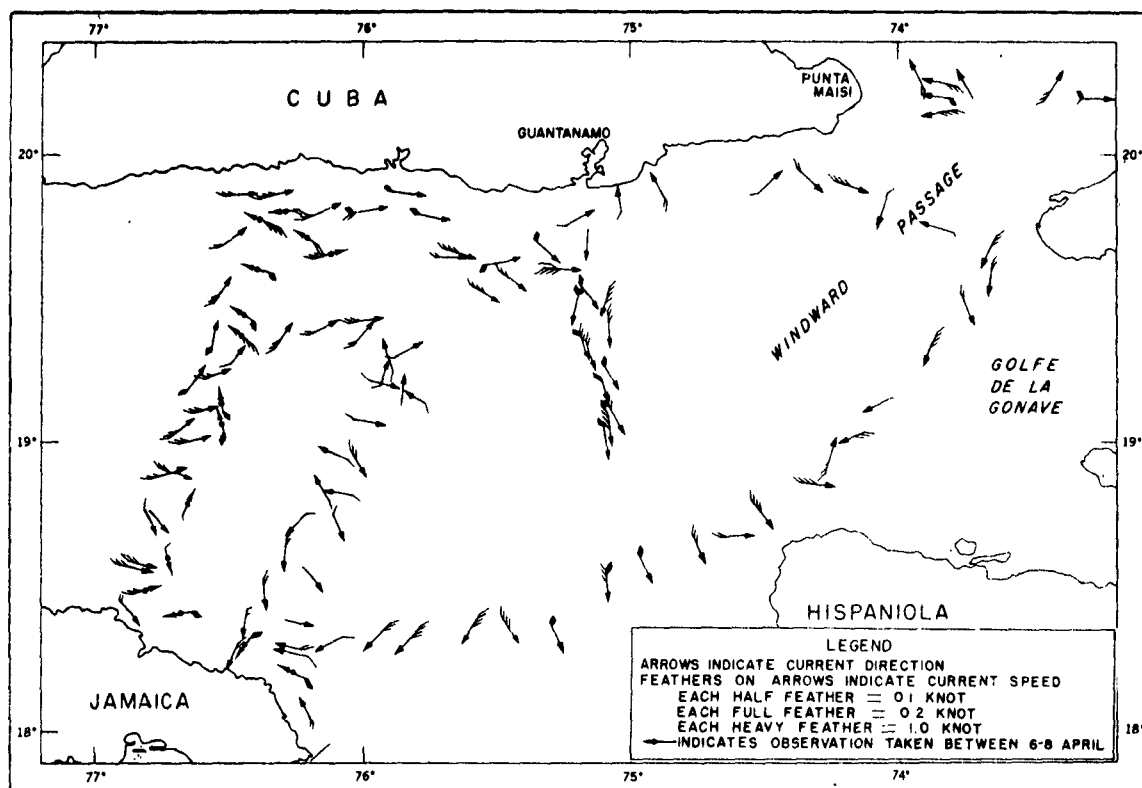 77°
76°
75°
74°
CUBA
PUNTA
MAISI
GUANTANAMO
20°
20°
PASSAGE
WINDWARD
GOLFE
DE LA
GONAVE
19°
19°
HISPANIOLA
LEGEND
ARROWS INDICATE CURRENT DIRECTION
FEATHERS ON ARROWS INDICATE CURRENT SPEED
EACH HALF FEATHER = 0.1 KNOT
EACH FULL FEATHER = 0.2 KNOT
EACH HEAVY FEATHER = 1.0 KNOT
INDICATES OBSERVATION TAKEN BETWEEN 6-8 APRIL
JAMAICA
18°
18°
77°
76°
75°
74°